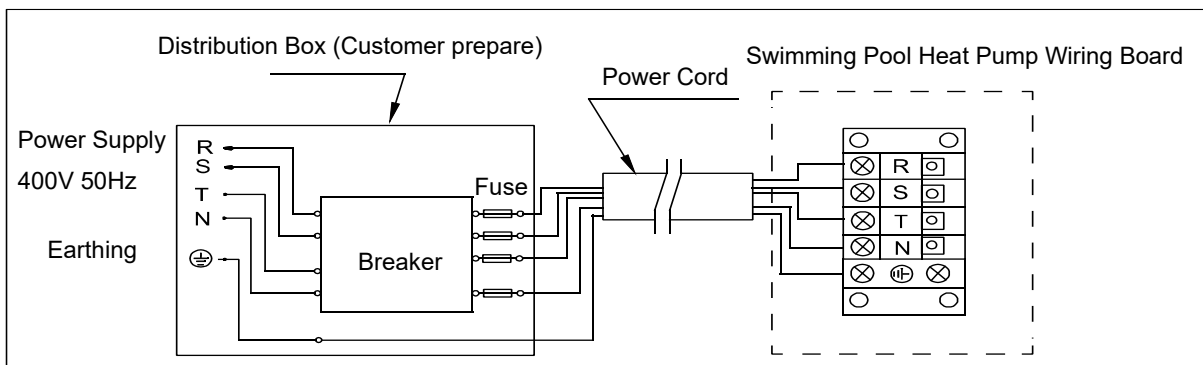 Distribution Box (Customer prepare)
Power Cord
Swimming Pool Heat Pump Wiring Board
Power Supply
400V 50Hz
Earthing
R
S
T
N
Fuse
Breaker
R
S
T
N